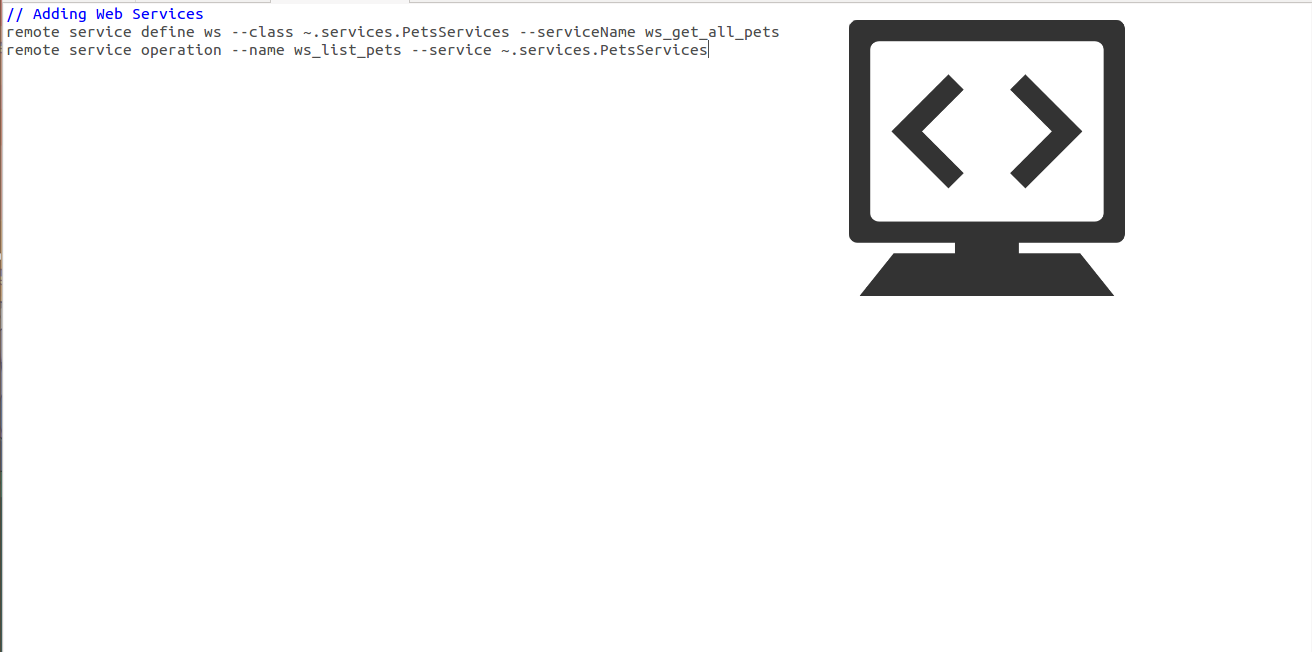 // Adding Web Services
remote service define ws --class ~.services.PetsServices --serviceName ws_get_all_pets
remote service operation --name ws_list_pets --service ~.services.PetsServices